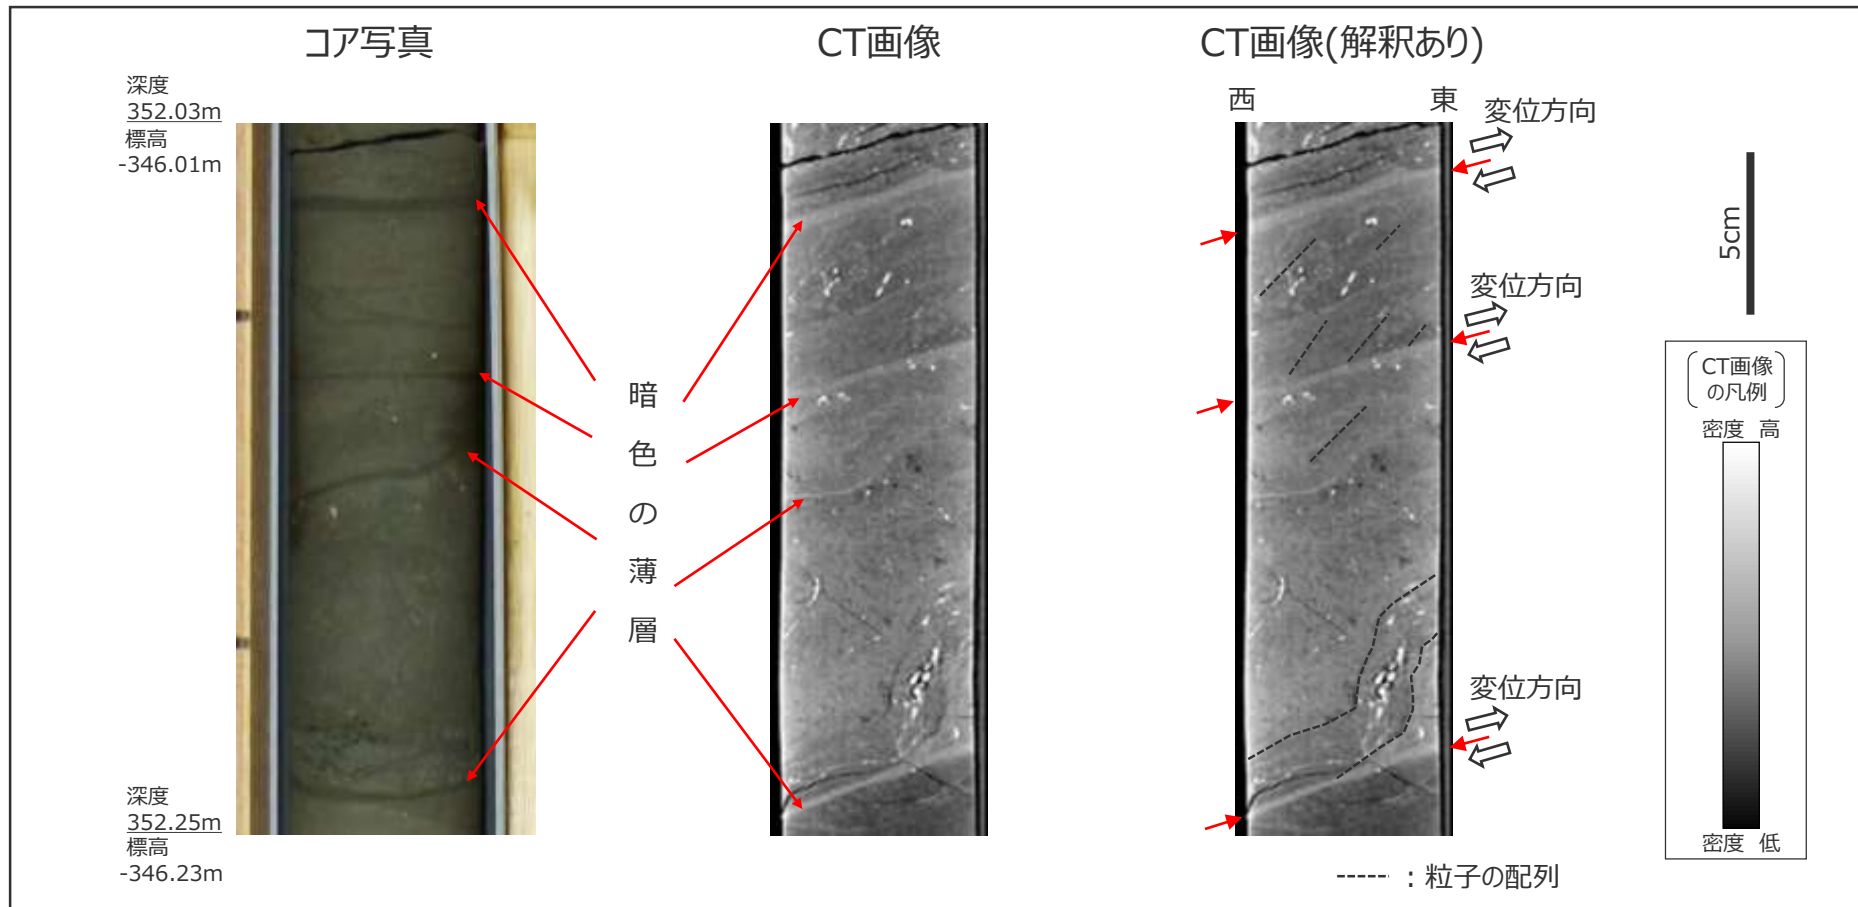 コア写真
CT画像
CT画像(解釈あり)
深度
352.03m
標高
-346.01m
西
東
変位方向
変位方向
変位方向
暗色の薄層
5cm
CT画像
の凡例
密度 高
密度 低
深度
352.25m
標高
-346.23m
------ : 粒子の配列